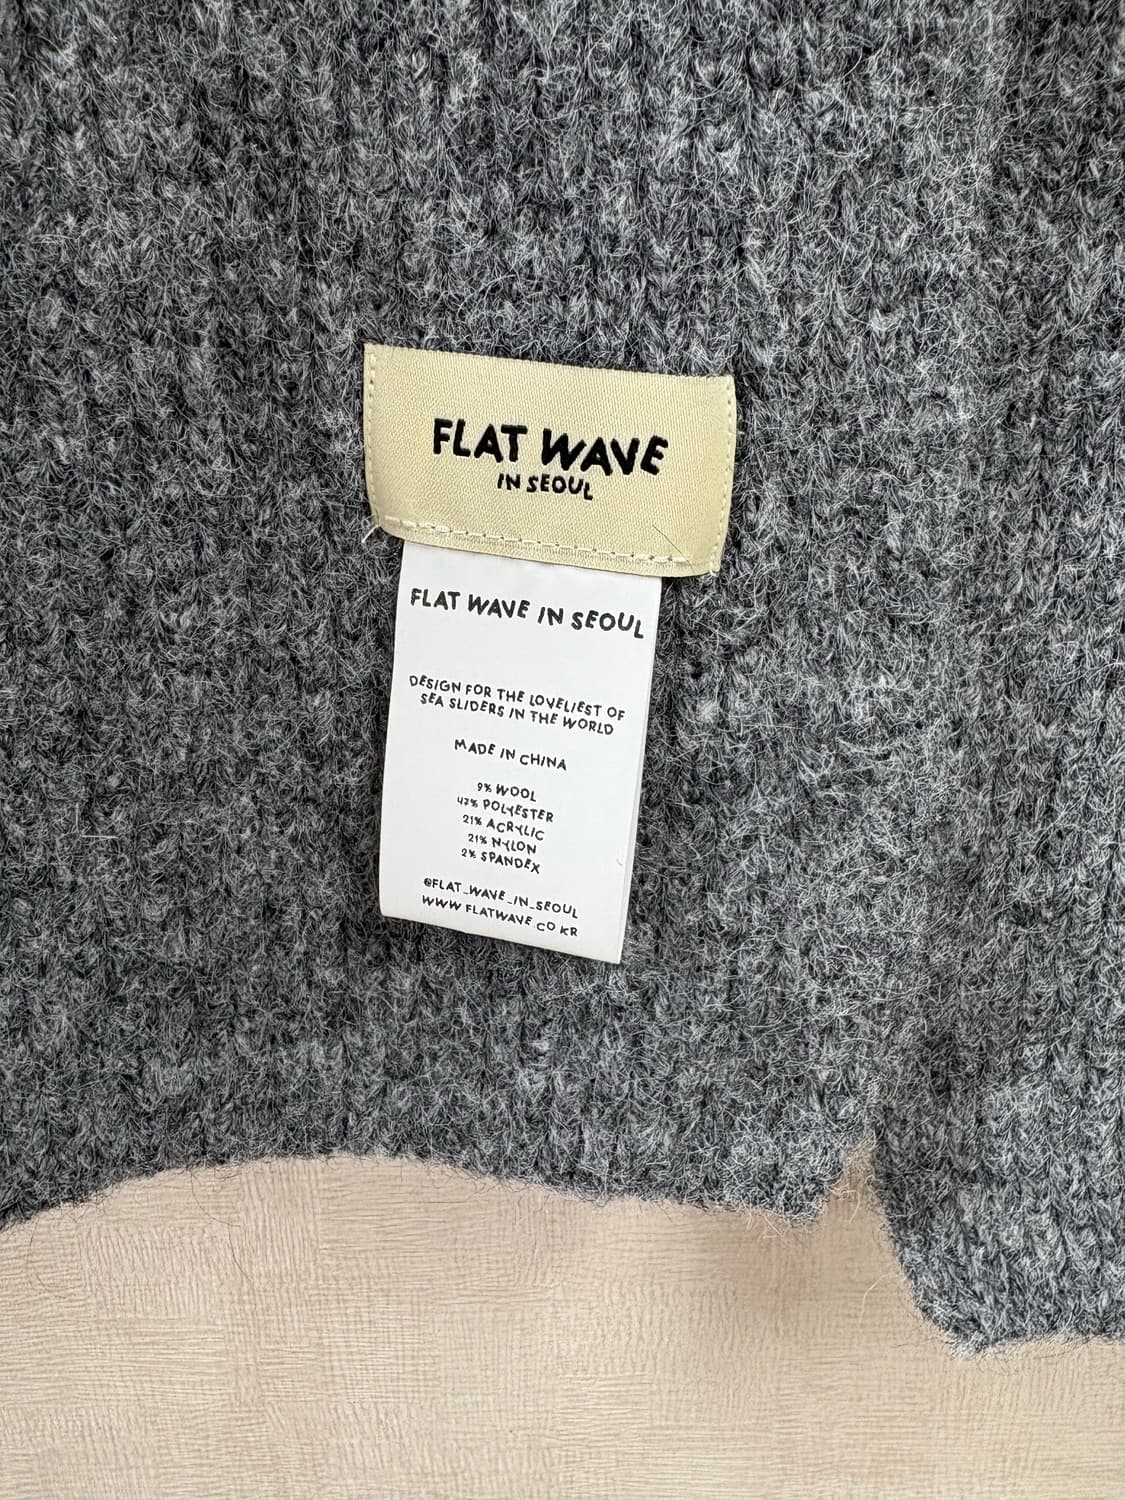 FLAT WAVE
IN SEOUL
FLAT WAVE IN SEOUL
DESIGN FOR THE LOVELIEST OF
SEA SLIDERS IN THE WORLD
MADE IN CHINA
9% WOOL
47% POLYESTER
21% ACRYLIC
21% NYLON
2% SPANDEX
@FLAT_WAVE_IN_SEOUL
WWW.FLATWAVE.CO.KR